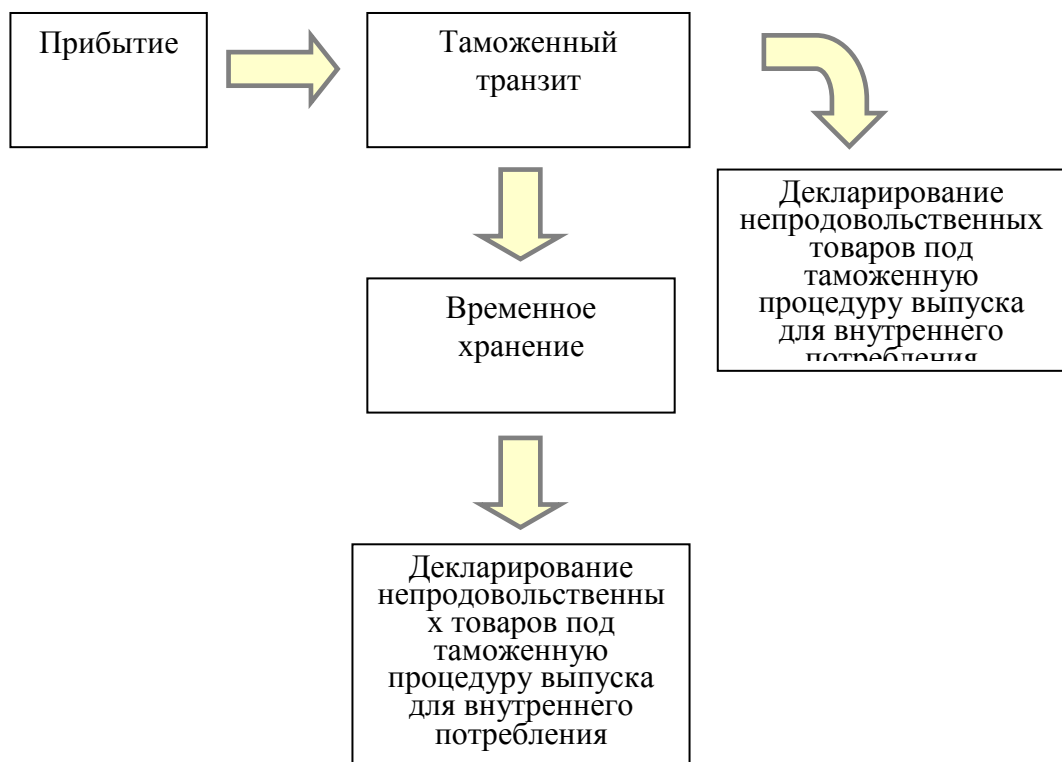 Прибытие
Таможенный
транзит
Декларирование
непродовольственных
товаров под
таможенную
процедуру выпуска
для внутреннего
потребления
Временное
хранение
Декларирование
непродовольственны
х товаров под
таможенную
процедуру выпуска
для внутреннего
потребления